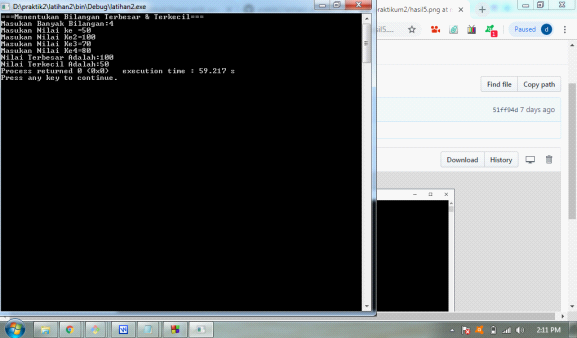 D:\praktik2\latihan2\bin\Debug\latihan2.exe
===Menentukan Bilangan Terbesar & Terkecil===
Masukan Banyak Bilangan:4
Masukan Nilai ke =50
Masukan Nilai Ke2=100
Masukan Nilai Ke3=70
Masukan Nilai Ke4=80
Nilai Terbesar Adalah:100
Nilai Terkecil Adalah:50
Process returned 0 (0x0)   execution time : 59.217 s
Press any key to continue.
raktikum2/hasil5.png at
Paused d
Find file Copy path
51ff94d 7 days ago
Download History
2:11 PM